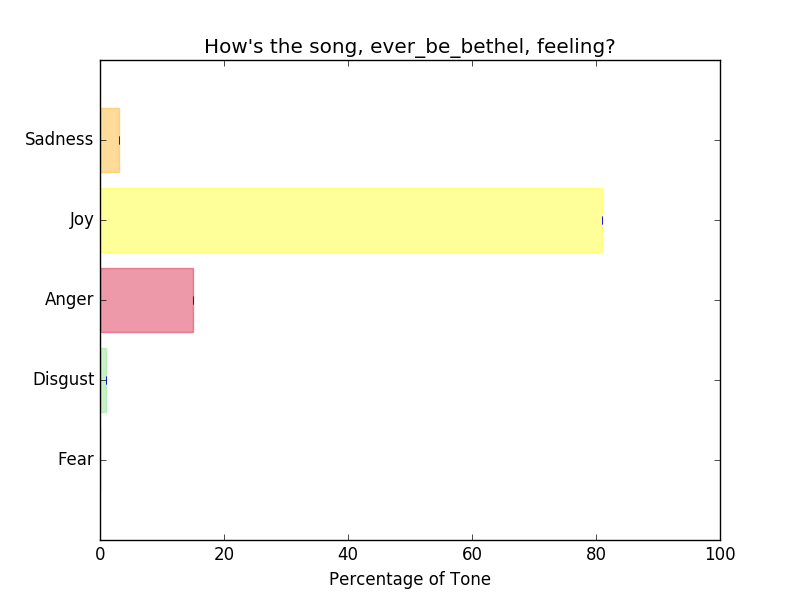 How's the song, ever_be_bethel, feeling?
Sadness
Joy
Anger
Disgust
Fear
0 20 40 60 80 100
Percentage of Tone